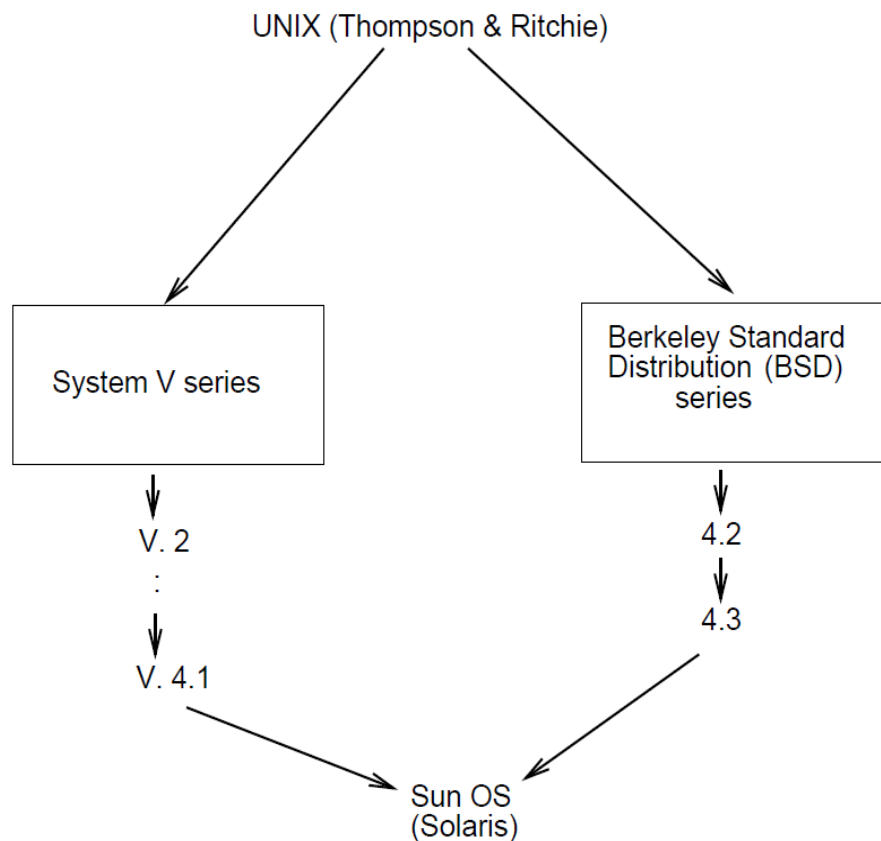 UNIX (Thompson & Ritchie)
System V series
Berkeley Standard
Distribution (BSD)
series
V. 2
:
V. 4.1
4.2
4.3
Sun OS
(Solaris)